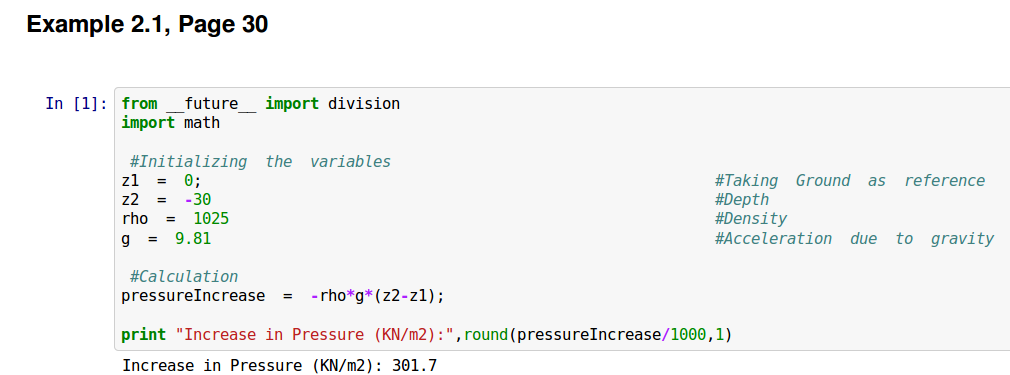 Example 2.1, Page 30
In [1]: from __future__ import division
import math
#Initializing the variables
z1 = 0; #Taking Ground as reference
z2 = -30 #Depth
rho = 1025 #Density
g = 9.81 #Acceleration due to gravity
#Calculation
pressureIncrease = -rho*g*(z2-z1);
print "Increase in Pressure (KN/m2):",round(pressureIncrease/1000,1)
Increase in Pressure (KN/m2): 301.7